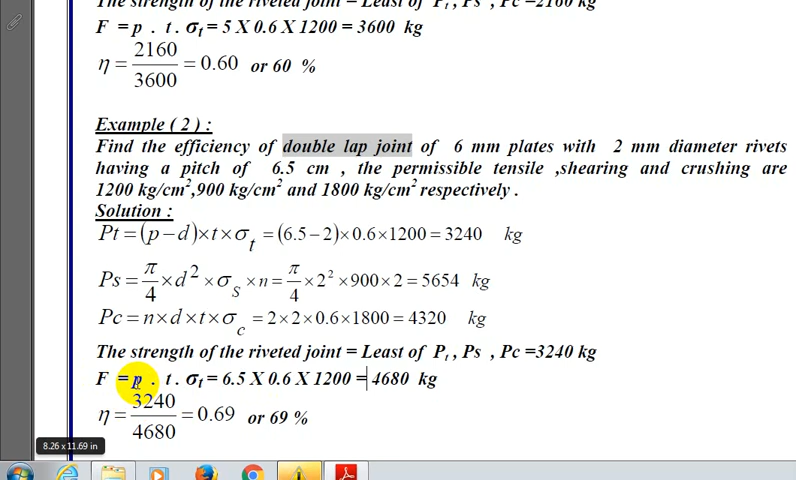 The strength of the riveted joint = Least of Pt , Ps , Pc =2160 kg
F = p . t . σt = 5 X 0.6 X 1200 = 3600 kg
η = 2160/3600 = 0.60 or 60 %
Example ( 2 ) :
Find the efficiency of double lap joint of 6 mm plates with 2 mm diameter rivets
having a pitch of 6.5 cm , the permissible tensile ,shearing and crushing are
1200 kg/cm²,900 kg/cm² and 1800 kg/cm² respectively .
Solution :
Pt = (p−d)×t×σt = (6.5−2)×0.6×1200 = 3240 kg
Ps = π/4 ×d²×σS ×n = π/4 ×2²×900×2 = 5654 kg
Pc = n×d×t×σc = 2×2×0.6×1800 = 4320 kg
The strength of the riveted joint = Least of Pt , Ps , Pc =3240 kg
F = p . t . σt = 6.5 X 0.6 X 1200 = 4680 kg
η = 3240/4680 = 0.69 or 69 %
8.26 x 11.69 in